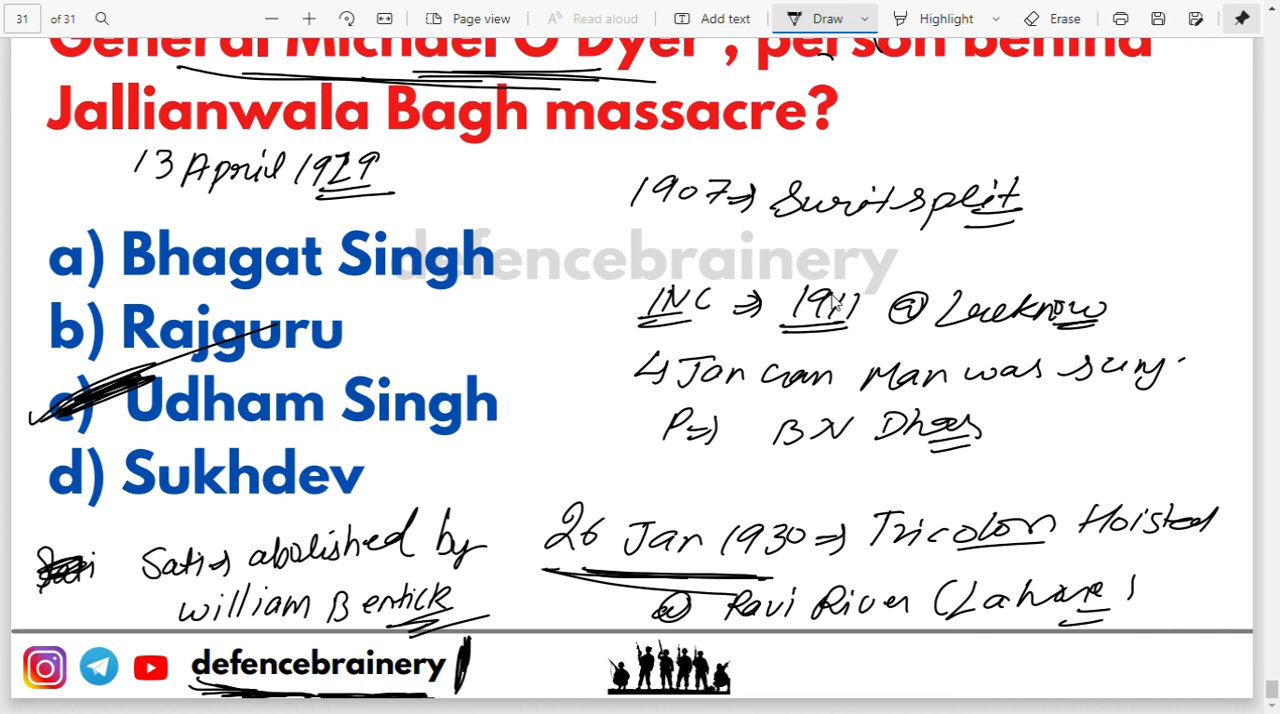 31 of 31 Page view Read aloud Add text Draw Highlight Erase
General Michael O'Dyer , person behind
Jallianwala Bagh massacre?
13 April 1929
1907 ⇒ Surat split
a) Bhagat Singh
defencebrainery
INC ⇒ 1911 @ Lucknow
b) Rajguru
↳ Jan Gan Man was sung.
c) Udham Singh
P ⇒ BN Dhar
d) Sukhdev
26 Jan 1930 ⇒ Tricolor Hoisted
Sati → abolished by
William Bentick
@ Ravi River (Lahore)
defencebrainery